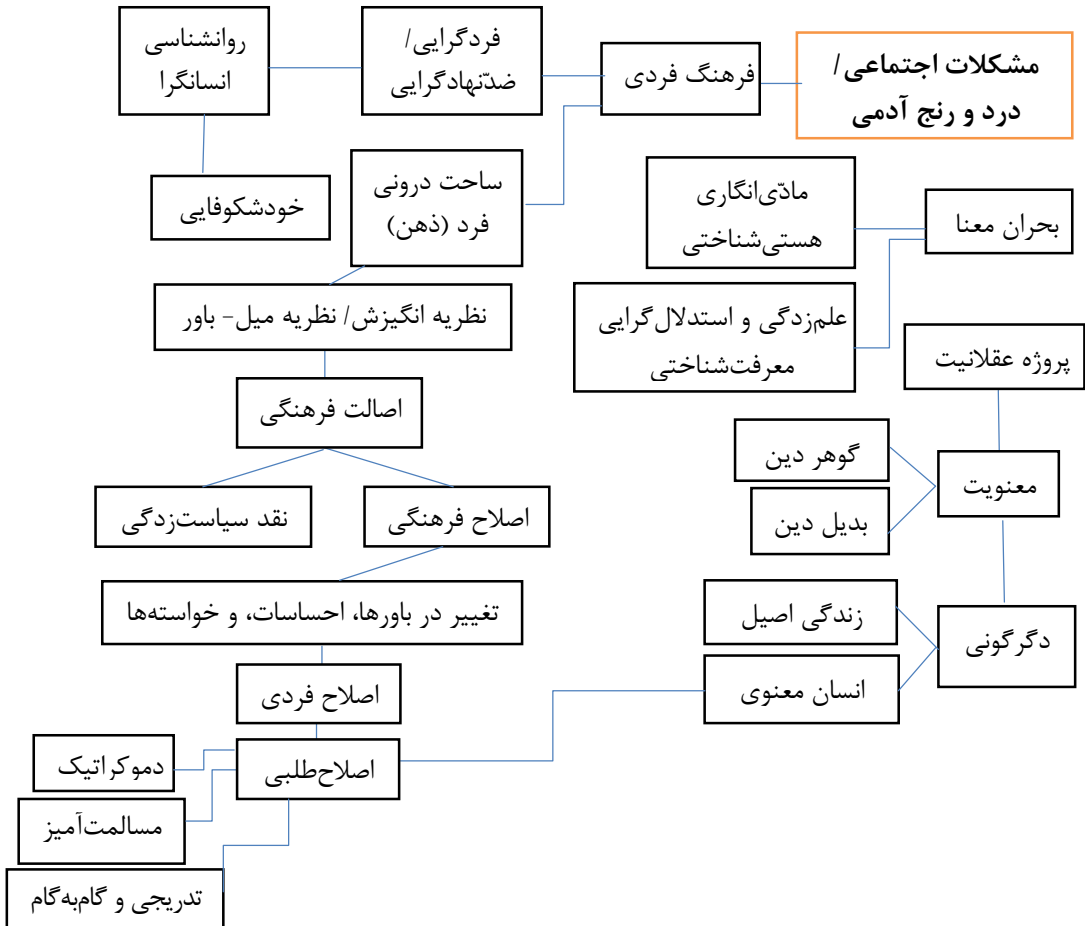 مشکلات اجتماعی/
درد و رنج آدمی
فرهنگ فردی
فردگرایی/
ضدّنهادگرایی
روانشناسی
انسانگرا
خودشکوفایی
ساحت درونی
فرد (ذهن)
نظریه انگیزش/ نظریه میل- باور
اصالت فرهنگی
اصلاح فرهنگی
نقد سیاست‌زدگی
تغییر در باورها، احساسات، و خواسته‌ها
اصلاح فردی
اصلاح‌طلبی
دموکراتیک
مسالمت‌آمیز
تدریجی و گام‌به‌گام
بحران معنا
مادّی‌انگاری
هستی‌شناختی
علم‌زدگی و استدلال‌گرایی
معرفت‌شناختی
پروژه عقلانیت
معنویت
گوهر دین
بدیل دین
دگرگونی
زندگی اصیل
انسان معنوی